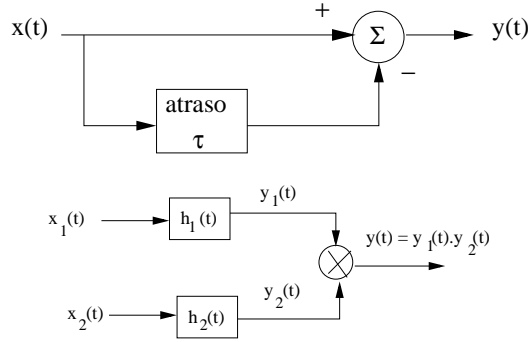 x(t) + Σ y(t)
−
atraso
τ
y₁(t)
x₁(t) h₁(t)
y(t) = y₁(t).y₂(t)
y₂(t)
x₂(t) h₂(t)